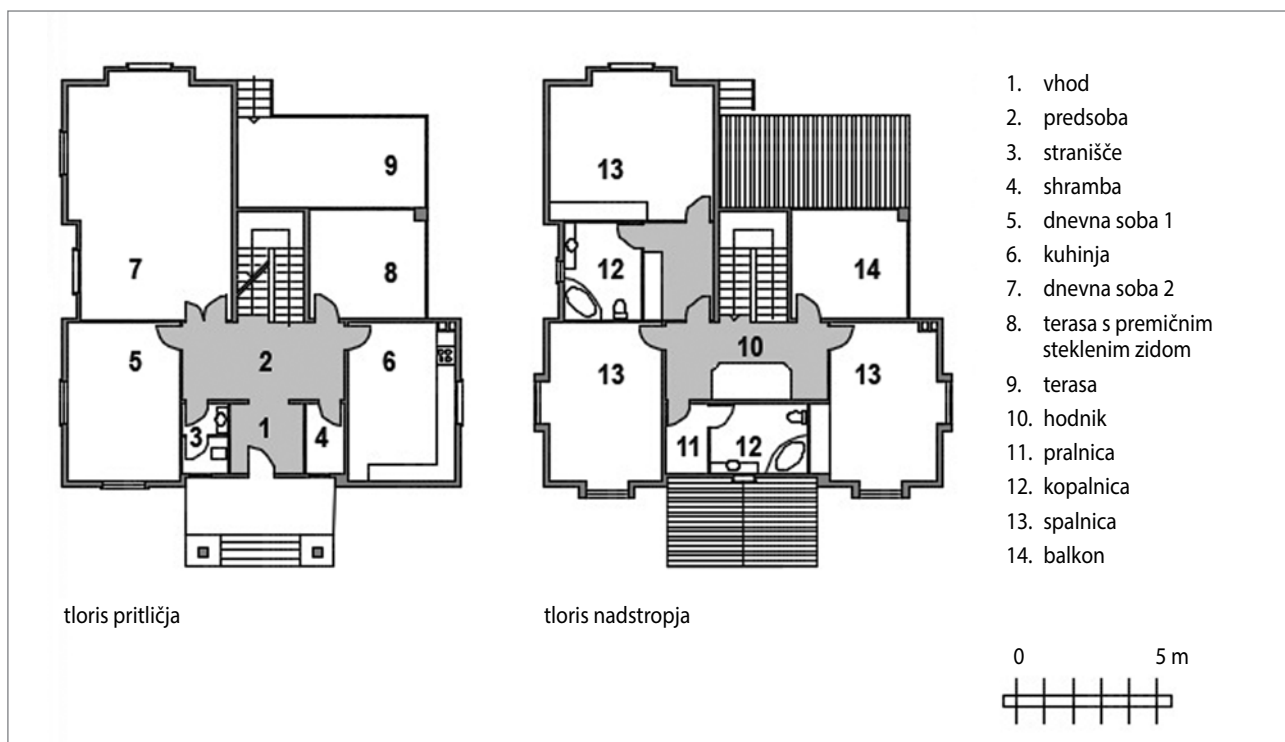 9
7
8
5
2
6
3
1
4
tloris pritličja
13
14
12
10
13
13
11
12
tloris nadstropja
1. vhod
2. predsoba
3. stranišče
4. shramba
5. dnevna soba 1
6. kuhinja
7. dnevna soba 2
8. terasa s premičnim
steklenim zidom
9. terasa
10. hodnik
11. pralnica
12. kopalnica
13. spalnica
14. balkon
0 5 m